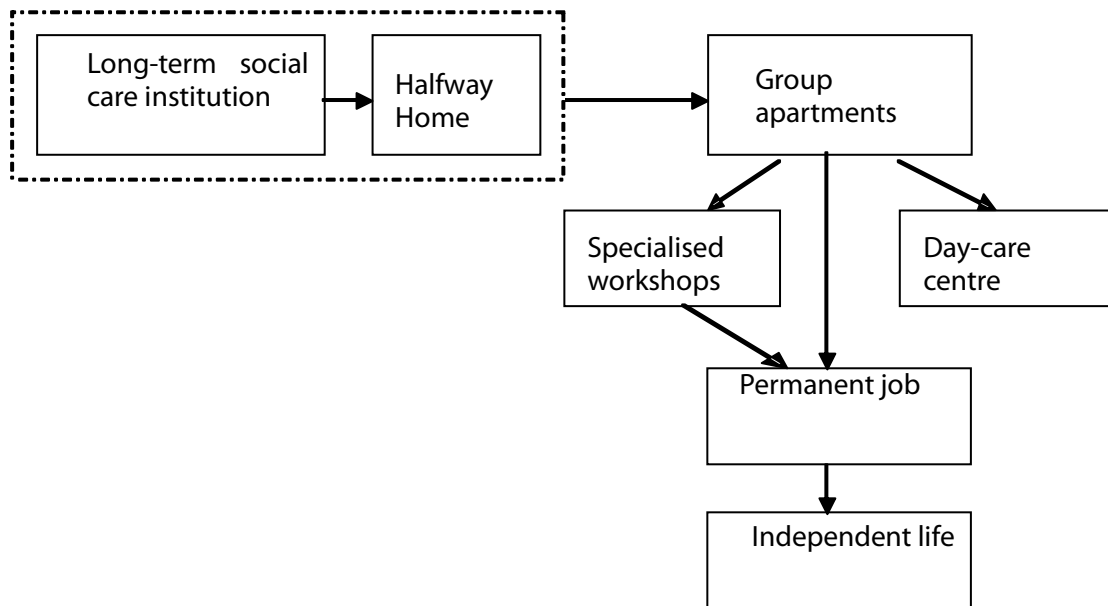 Long-term social
care institution
Halfway
Home
Group
apartments
Specialised
workshops
Day-care
centre
Permanent job
Independent life